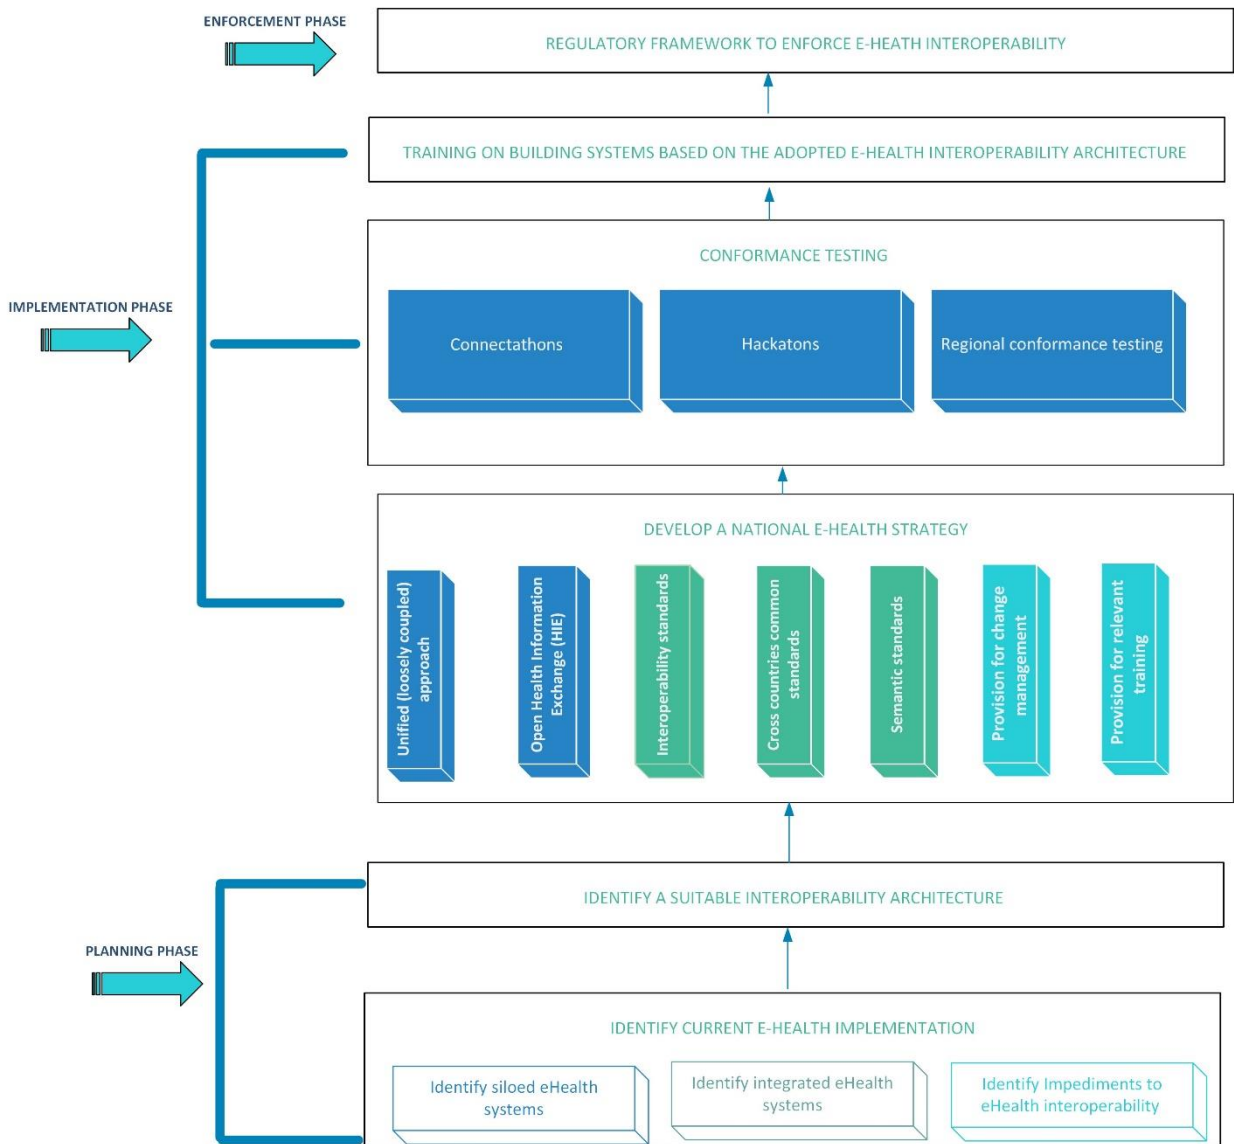 ENFORCEMENT PHASE
REGULATORY FRAMEWORK TO ENFORCE E-HEATH INTEROPERABILITY
TRAINING ON BUILDING SYSTEMS BASED ON THE ADOPTED E-HEALTH INTEROPERABILITY ARCHITECTURE
CONFORMANCE TESTING
IMPLEMENTATION PHASE
Connectathons
Hackatons
Regional conformance testing
DEVELOP A NATIONAL E-HEALTH STRATEGY
Unified (loosely coupled)
approach
Open Health Information
Exchange (HIE)
Interoperability standards
Cross countries common
standards
Semantic standards
Provision for change
management
Provision for relevant
training
IDENTIFY A SUITABLE INTEROPERABILITY ARCHITECTURE
PLANNING PHASE
IDENTIFY CURRENT E-HEALTH IMPLEMENTATION
Identify siloed eHealth
systems
Identify integrated eHealth
systems
Identify Impediments to
eHealth interoperability